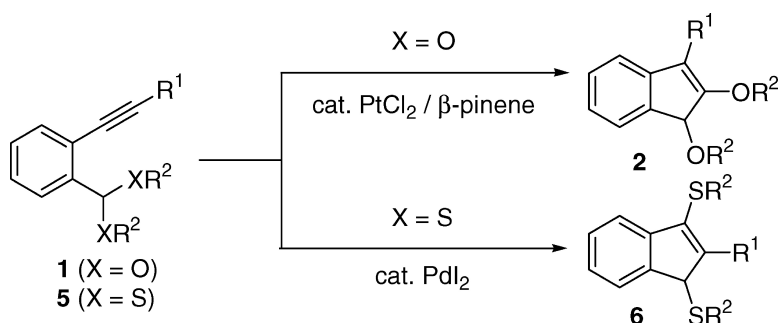 R¹
XR²
XR²
1 (X = O)
5 (X = S)
X = O
cat. PtCl₂ / β-pinene
X = S
cat. PdI₂
R¹
OR²
OR²
2
SR²
R¹
SR²
6